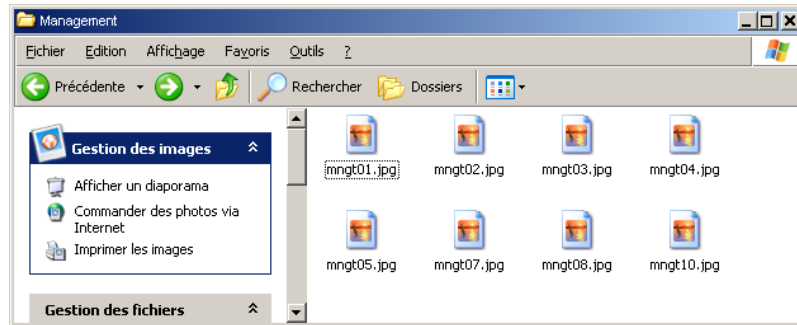 Management
Fichier Edition Affichage Favoris Outils ?
Précédente Rechercher Dossiers
Gestion des images
Afficher un diaporama
Commander des photos via
Internet
Imprimer les images
Gestion des fichiers
mngt01.jpg mngt02.jpg mngt03.jpg mngt04.jpg
mngt05.jpg mngt07.jpg mngt08.jpg mngt10.jpg